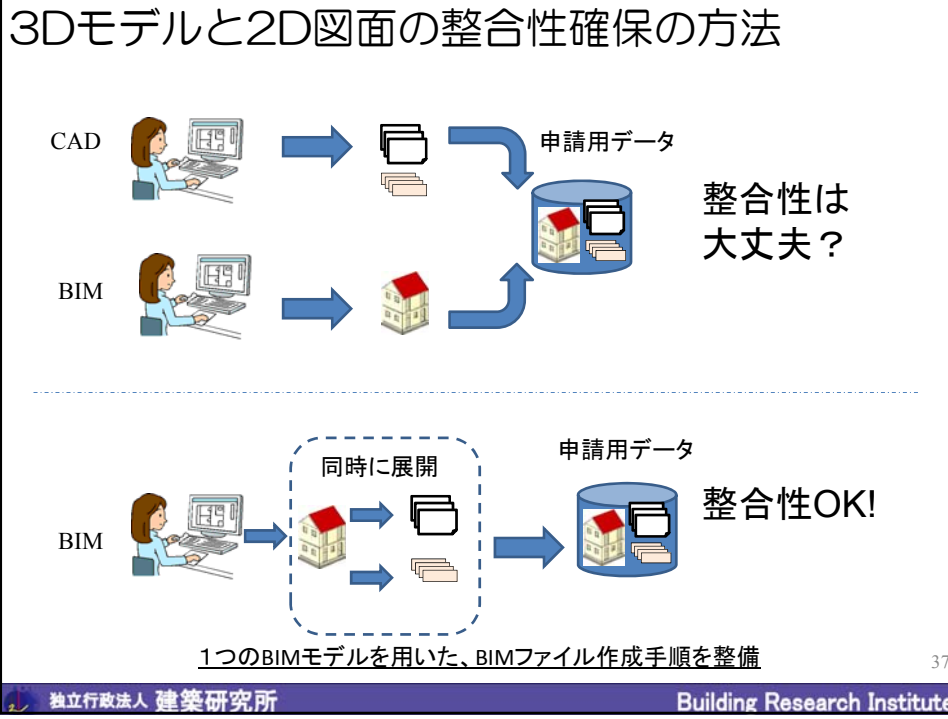 3Dモデルと2D図面の整合性確保の方法
CAD
申請用データ
整合性は
大丈夫？
BIM
申請用データ
同時に展開
整合性OK!
BIM
１つのBIMモデルを用いた、BIMファイル作成手順を整備
37
独立行政法人 建築研究所
Building Research Institute